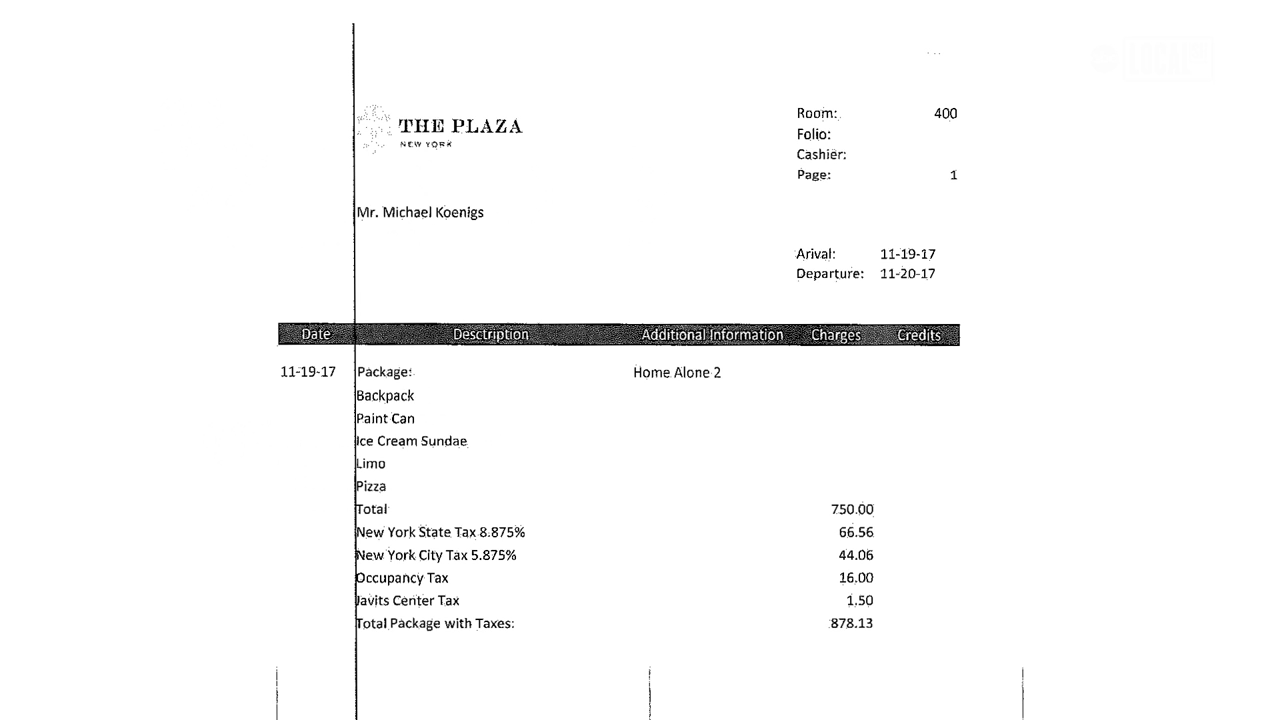 THE PLAZA
NEW YORK
Room: 400
Folio:
Cashier:
Page: 1
Mr. Michael Koenigs
Arival: 11-19-17
Departure: 11-20-17
Date Desctription Additional Information Charges Credits
11-19-17 Package: Home Alone 2
Backpack
Paint Can
Ice Cream Sundae
Limo
Pizza
Total 750.00
New York State Tax 8.875% 66.56
New York City Tax 5.875% 44.06
Occupancy Tax 16.00
Javits Center Tax 1.50
Total Package with Taxes: 878.13